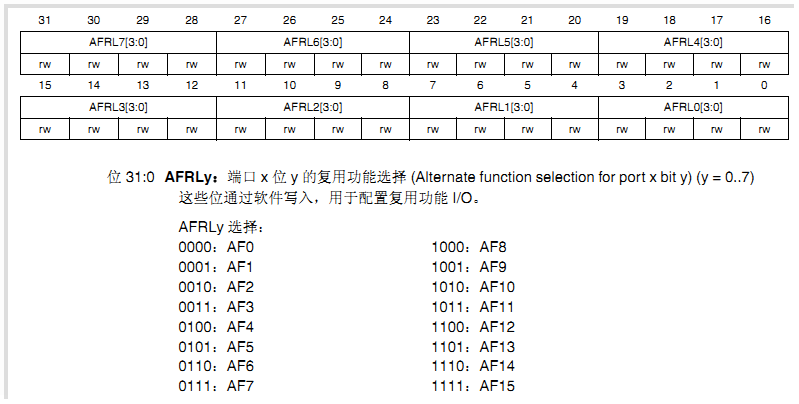 31 30 29 28 27 26 25 24 23 22 21 20 19 18 17 16
AFRL7[3:0] AFRL6[3:0] AFRL5[3:0] AFRL4[3:0]
rw rw rw rw rw rw rw rw rw rw rw rw rw rw rw rw
15 14 13 12 11 10 9 8 7 6 5 4 3 2 1 0
AFRL3[3:0] AFRL2[3:0] AFRL1[3:0] AFRL0[3:0]
rw rw rw rw rw rw rw rw rw rw rw rw rw rw rw rw
位 31:0 AFRLy：端口 x 位 y 的复用功能选择 (Alternate function selection for port x bit y) (y = 0..7)
这些位通过软件写入，用于配置复用功能 I/O。
AFRLy 选择：
0000：AF0 1000：AF8
0001：AF1 1001：AF9
0010：AF2 1010：AF10
0011：AF3 1011：AF11
0100：AF4 1100：AF12
0101：AF5 1101：AF13
0110：AF6 1110：AF14
0111：AF7 1111：AF15